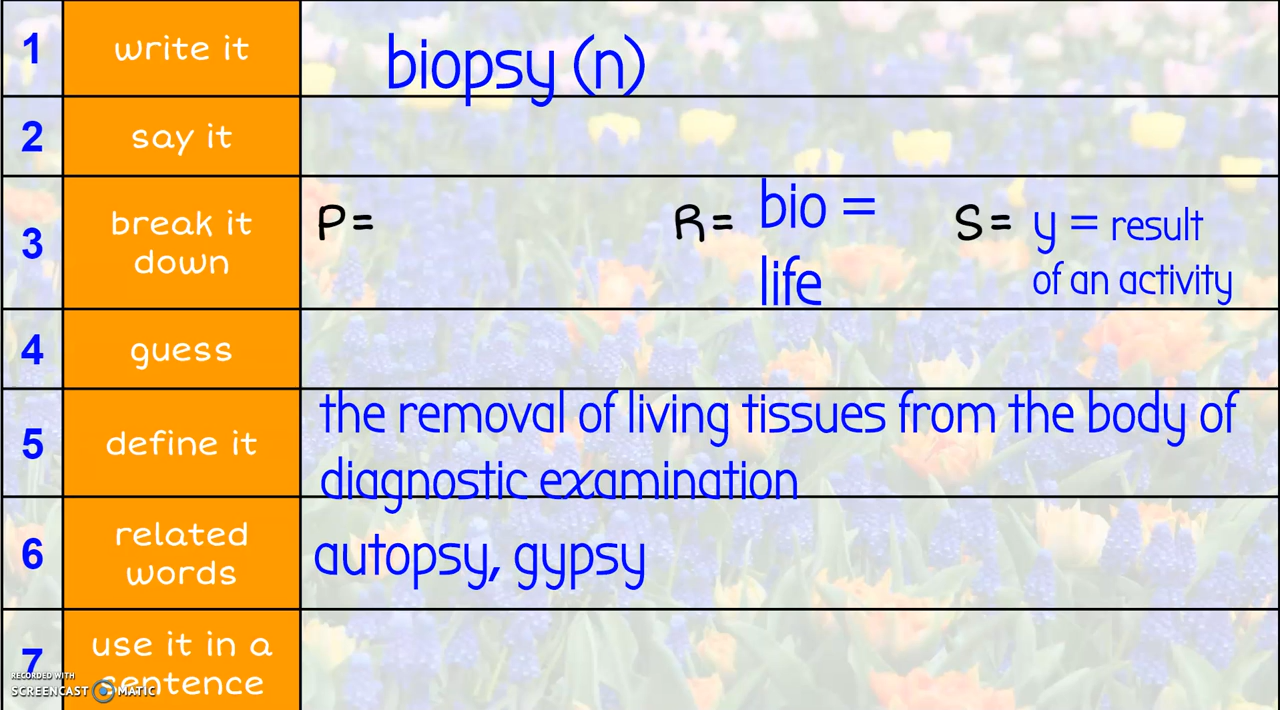 1 write it biopsy (n)
2 say it
3 break it down P= R= bio = life S= y = result of an activity
4 guess
5 define it the removal of living tissues from the body of
diagnostic examination
6 related words autopsy, gypsy
7 use it in a sentence
RECORDED WITH
SCREENCAST MATIC